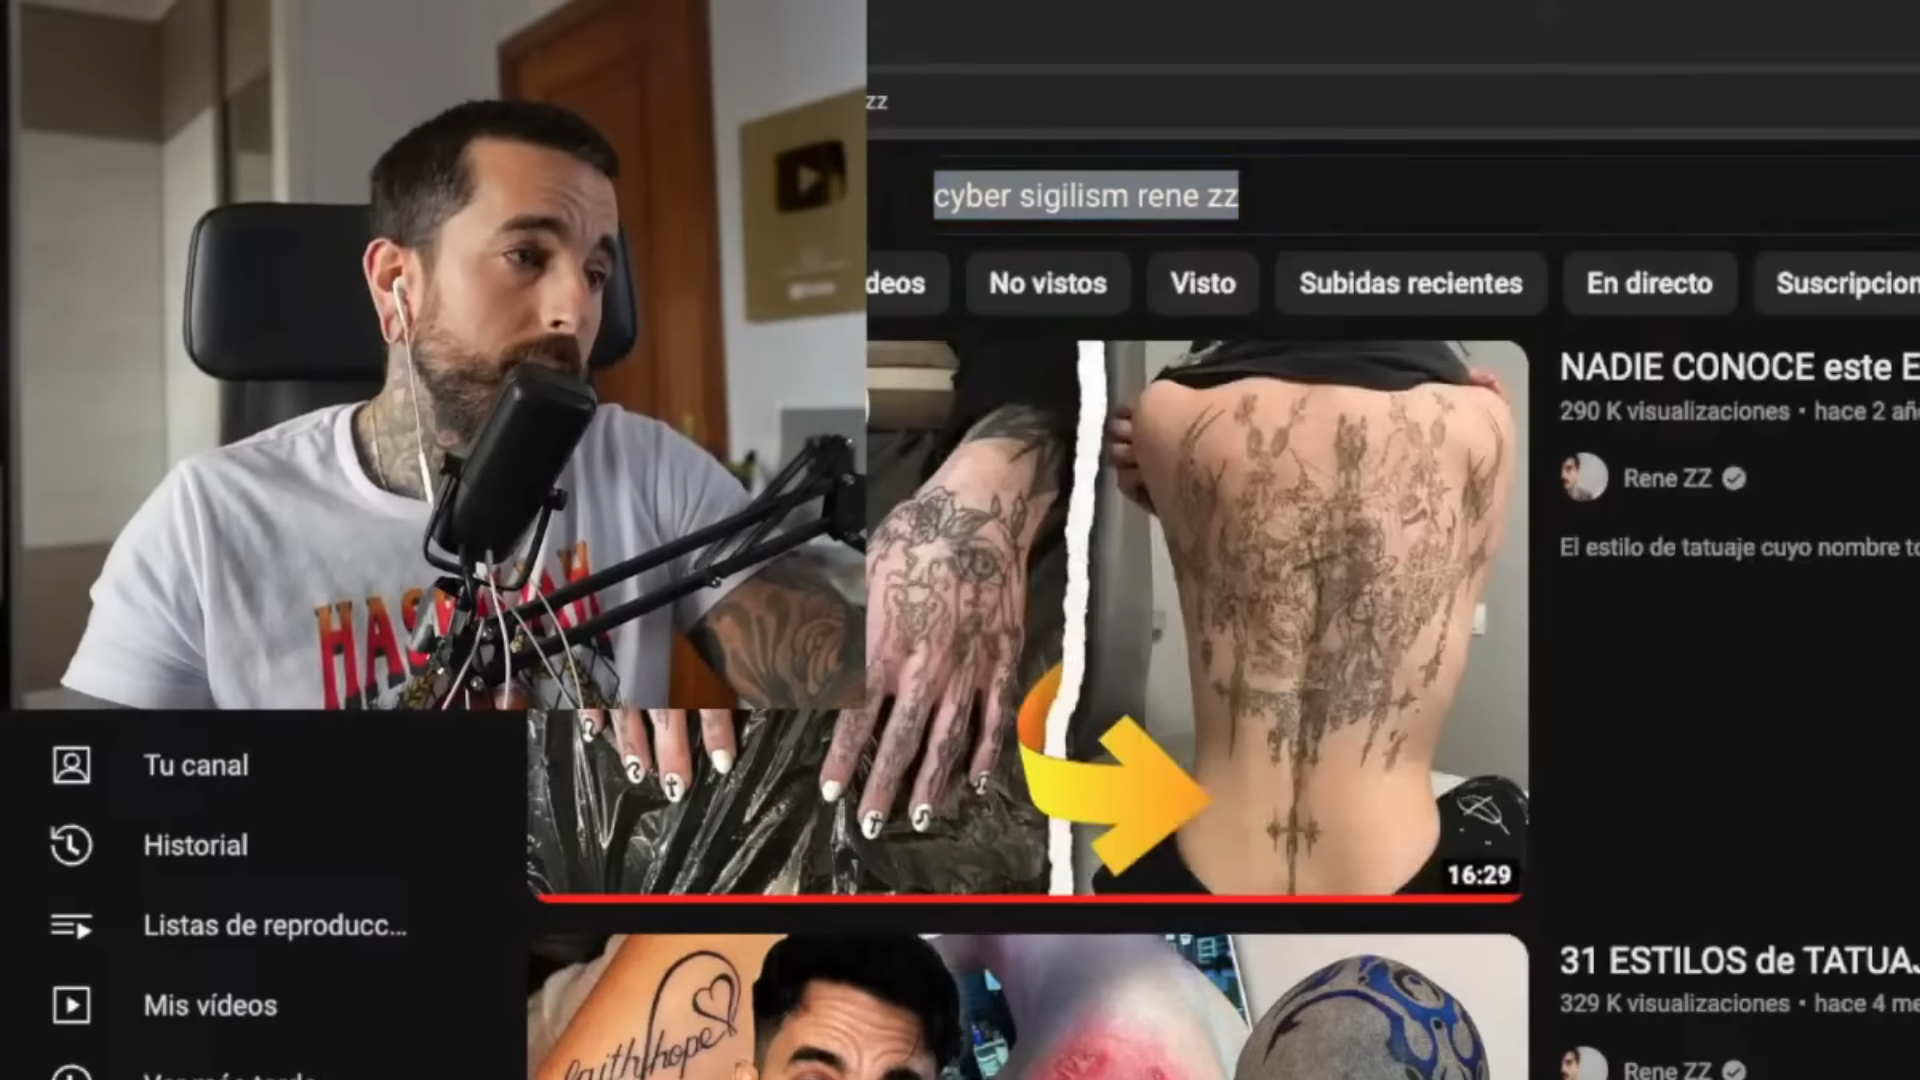 zz
cyber sigilism rene zz
deos
No vistos
Visto
Subidas recientes
En directo
Suscripcion
NADIE CONOCE este E
290 K visualizaciones • hace 2 añ
Rene ZZ
El estilo de tatuaje cuyo nombre to
16:29
Tu canal
Historial
Listas de reproducc...
Mis vídeos
faith hope
31 ESTILOS de TATUAJ
329 K visualizaciones • hace 4 me
Rene ZZ